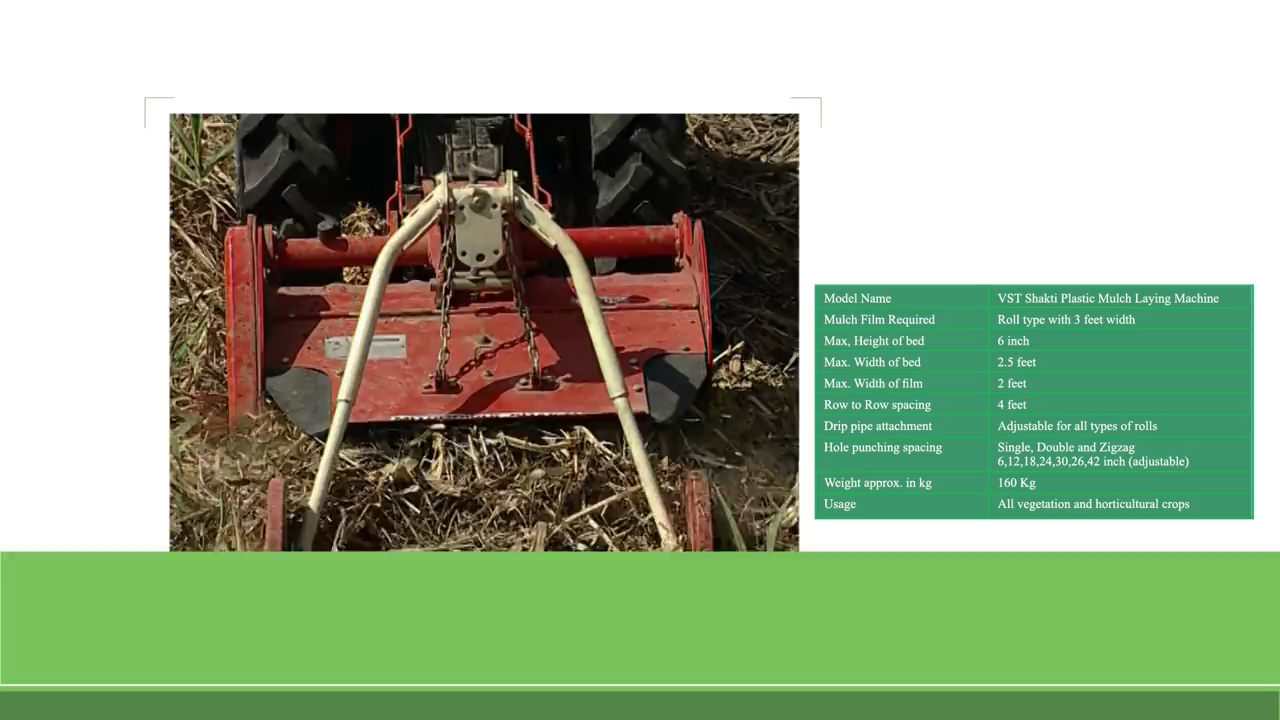 Model Name VST Shakti Plastic Mulch Laying Machine
Mulch Film Required Roll type with 3 feet width
Max, Height of bed 6 inch
Max. Width of bed 2.5 feet
Max. Width of film 2 feet
Row to Row spacing 4 feet
Drip pipe attachment Adjustable for all types of rolls
Hole punching spacing Single, Double and Zigzag
6,12,18,24,30,26,42 inch (adjustable)
Weight approx. in kg 160 Kg
Usage All vegetation and horticultural crops